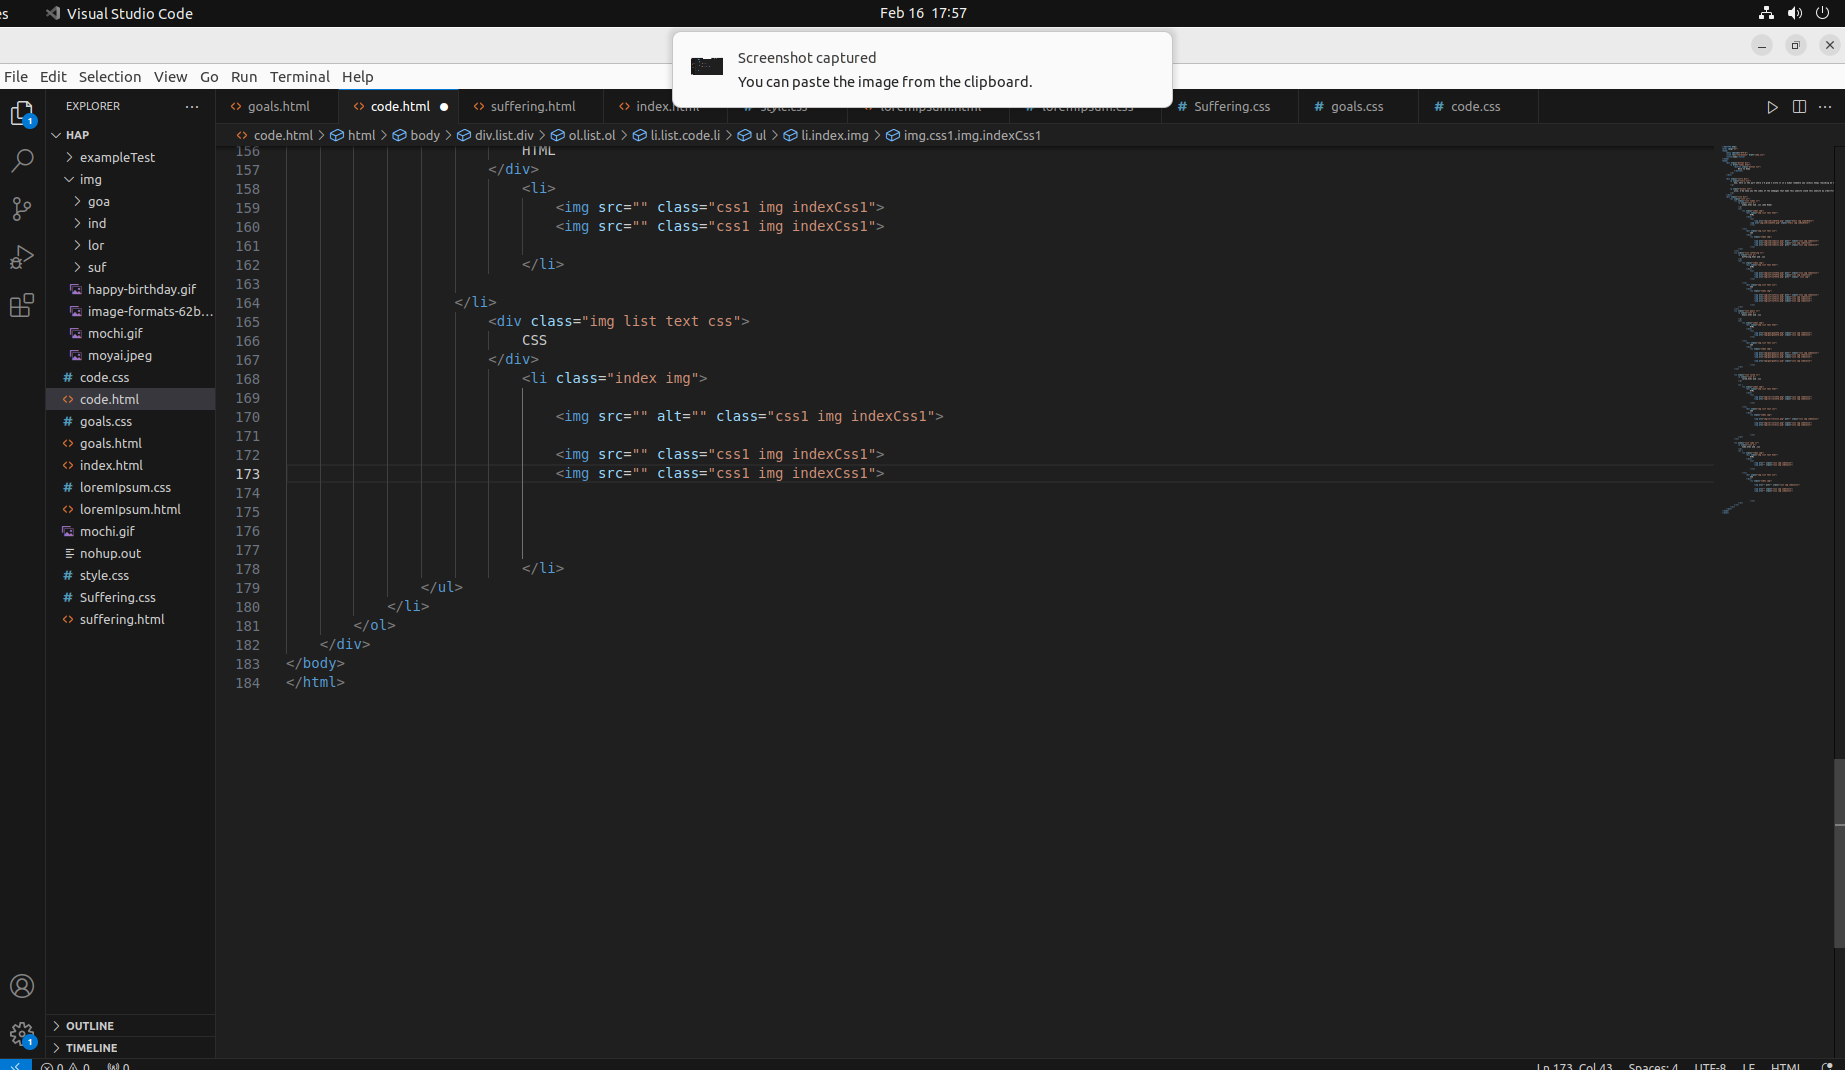 es Visual Studio Code Feb 16 17:57
Screenshot captured
You can paste the image from the clipboard.
File Edit Selection View Go Run Terminal Help
EXPLORER ··· goals.html code.html suffering.html index.html style.css loremIpsum.html loremIpsum.css Suffering.css goals.css code.css
code.html > html > body > div.list.div > ol.list.ol > li.list.code.li > ul > li.index.img > img.css1.img.indexCss1
HAP
exampleTest
img
goa
ind
lor
suf
happy-birthday.gif
image-formats-62b...
mochi.gif
moyai.jpeg
code.css
code.html
goals.css
goals.html
index.html
loremIpsum.css
loremIpsum.html
mochi.gif
nohup.out
style.css
Suffering.css
suffering.html
OUTLINE
TIMELINE
156 HTML
157 </div>
158 <li>
159 <img src="" class="css1 img indexCss1">
160 <img src="" class="css1 img indexCss1">
161
162 </li>
163
164 </li>
165 <div class="img list text css">
166 CSS
167 </div>
168 <li class="index img">
169
170 <img src="" alt="" class="css1 img indexCss1">
171
172 <img src="" class="css1 img indexCss1">
173 <img src="" class="css1 img indexCss1">
174
175
176
177
178 </li>
179 </ul>
180 </li>
181 </ol>
182 </div>
183 </body>
184 </html>
1
1
0 0 0 Ln 173, Col 43 Spaces: 4 UTF-8 LF HTML